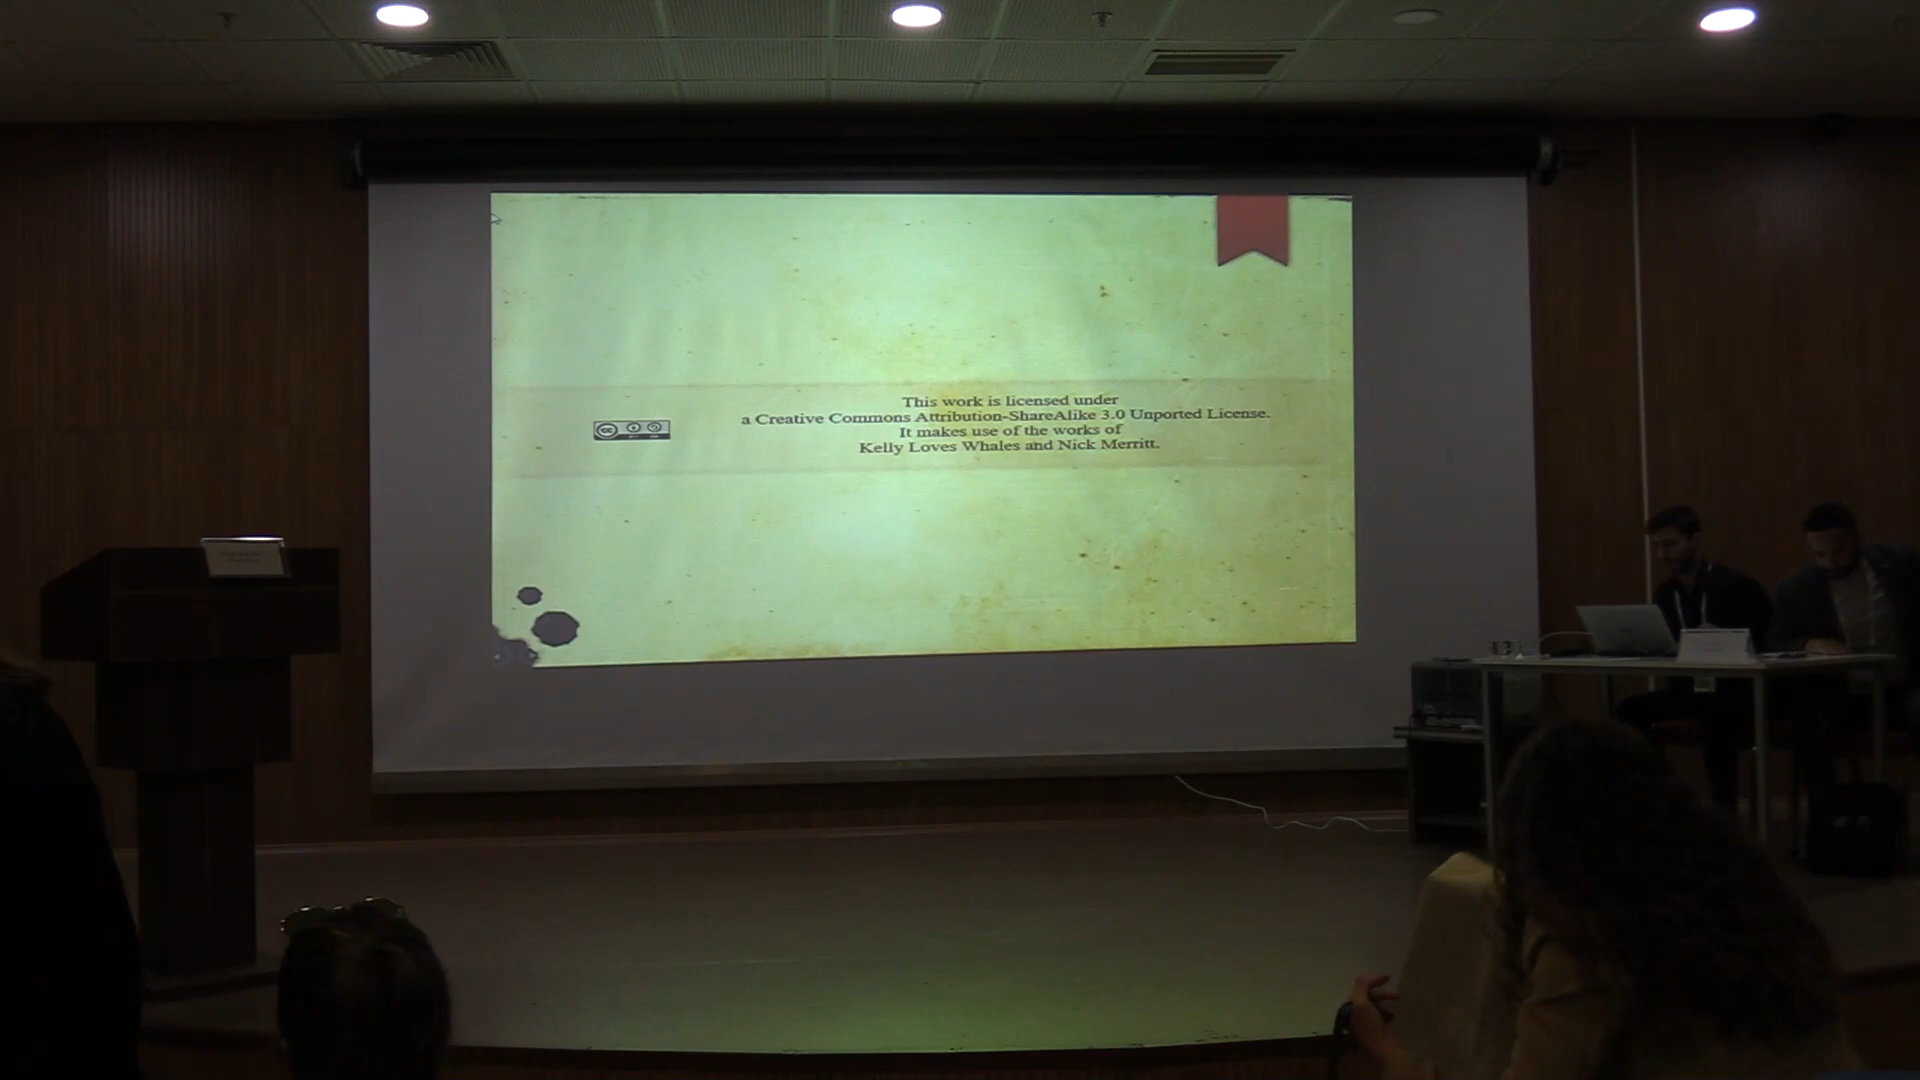 This work is licensed under
a Creative Commons Attribution-ShareAlike 3.0 Unported License.
It makes use of the works of
Kelly Loves Whales and Nick Merritt.